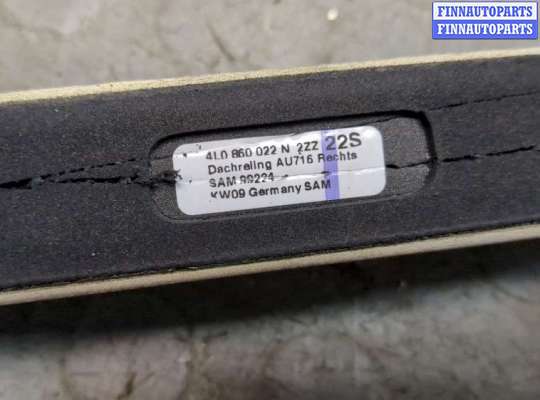 FINNAUTOPARTS
FINNAUTOPARTS
4L0 860 022 N 2ZZ 22S
Dachreling AU716 Rechts
SAM 99224
KW09 Germany SAM